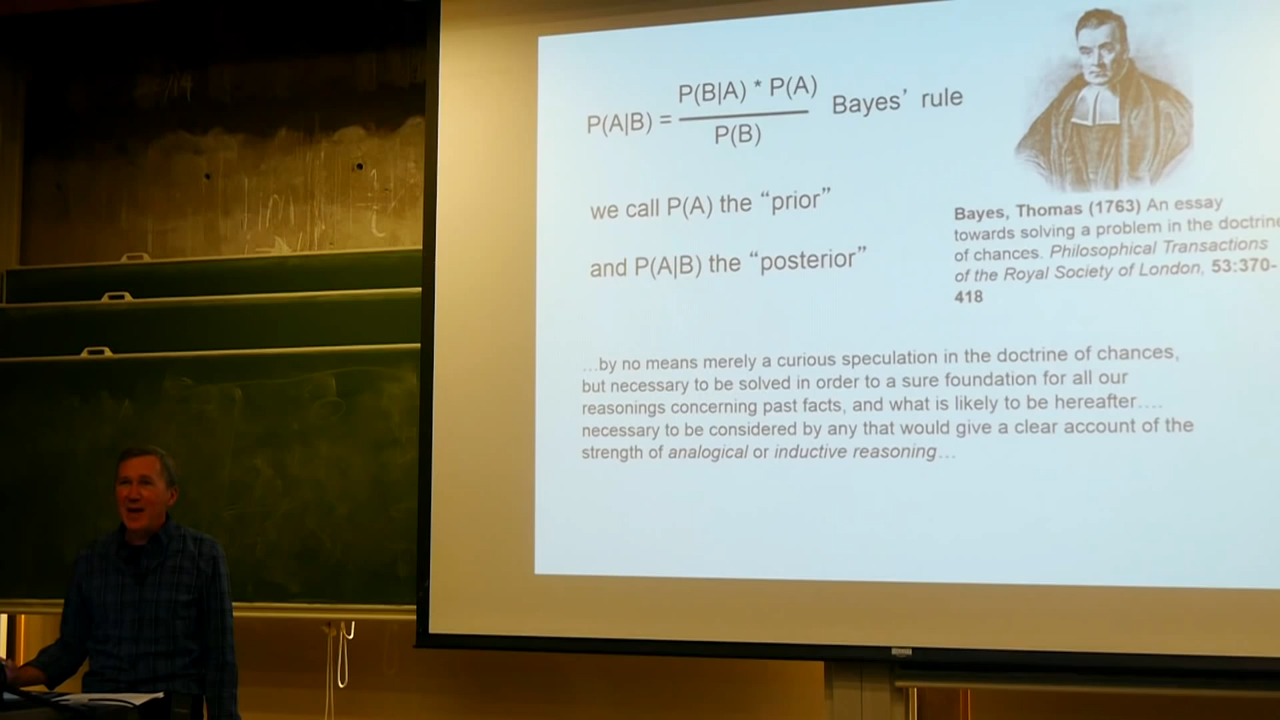 P(A|B) = P(B|A) * P(A) / P(B) Bayes’ rule
we call P(A) the “prior”
and P(A|B) the “posterior”
Bayes, Thomas (1763) An essay
towards solving a problem in the doctrine
of chances. Philosophical Transactions
of the Royal Society of London, 53:370-
418
…by no means merely a curious speculation in the doctrine of chances,
but necessary to be solved in order to a sure foundation for all our
reasonings concerning past facts, and what is likely to be hereafter….
necessary to be considered by any that would give a clear account of the
strength of analogical or inductive reasoning…